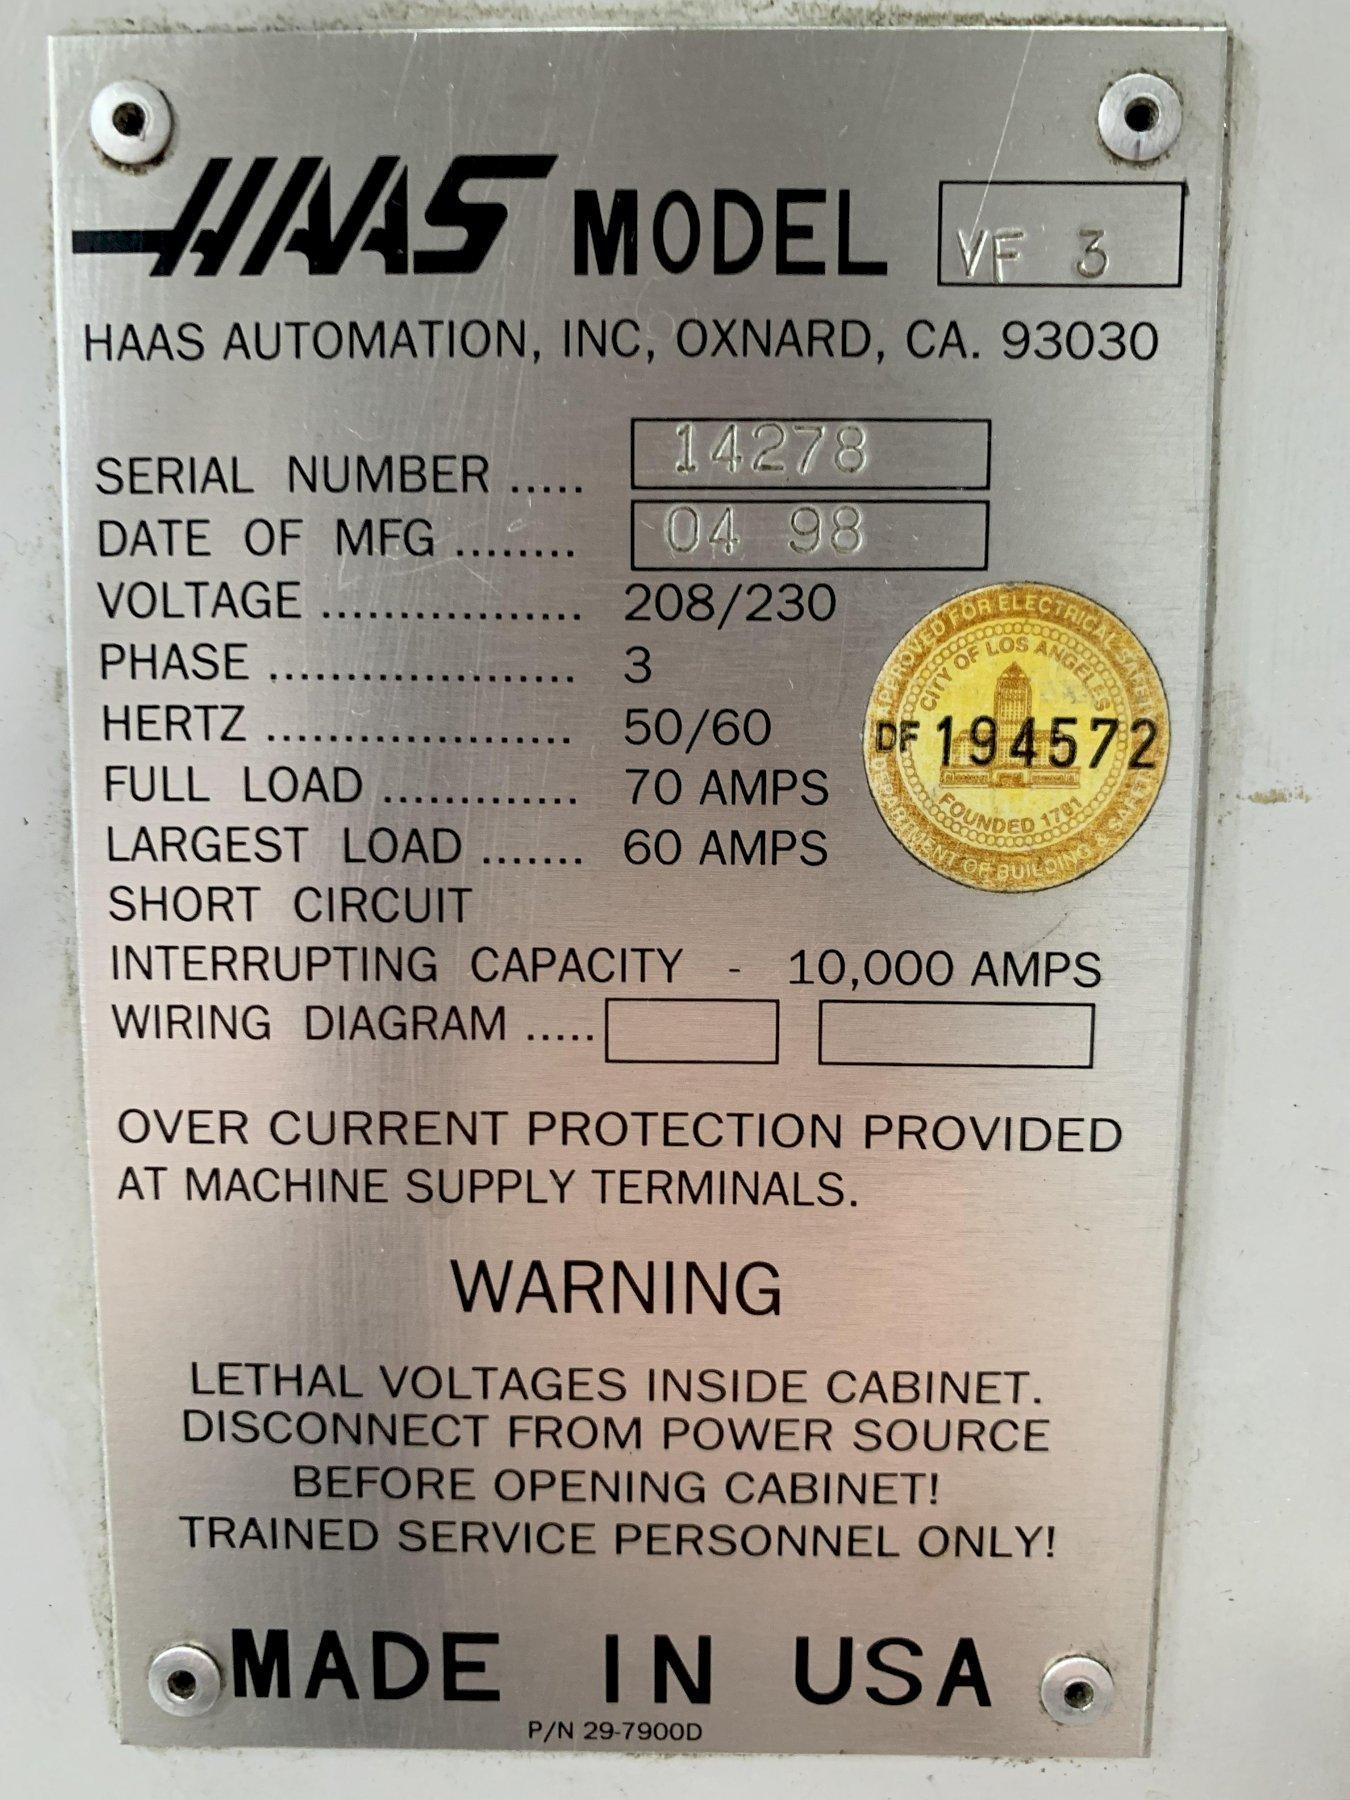 HAAS MODEL VF 3
HAAS AUTOMATION, INC, OXNARD, CA. 93030
SERIAL NUMBER ..... 14278
DATE OF MFG ........ 04 98
VOLTAGE ................. 208/230
PHASE .................... 3
HERTZ .................... 50/60
FULL LOAD ............. 70 AMPS
LARGEST LOAD ....... 60 AMPS
SHORT CIRCUIT
INTERRUPTING CAPACITY - 10,000 AMPS
WIRING DIAGRAM .....
APPROVED FOR ELECTRICAL SAFETY
CITY OF LOS ANGELES
DF 194572
FOUNDED 1781
DEPARTMENT OF BUILDING & SAFETY
OVER CURRENT PROTECTION PROVIDED
AT MACHINE SUPPLY TERMINALS.
WARNING
LETHAL VOLTAGES INSIDE CABINET.
DISCONNECT FROM POWER SOURCE
BEFORE OPENING CABINET!
TRAINED SERVICE PERSONNEL ONLY!
MADE IN USA
P/N 29-7900D